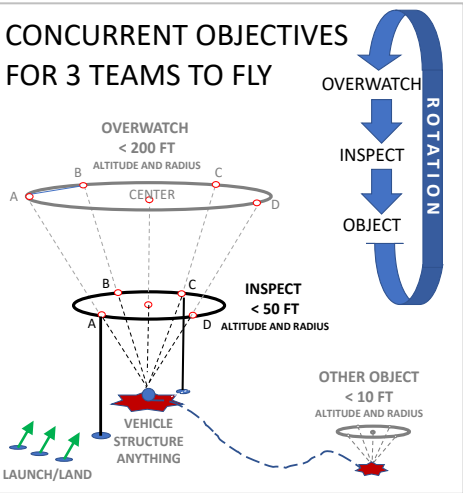 CONCURRENT OBJECTIVES
FOR 3 TEAMS TO FLY
OVERWATCH
INSPECT
OBJECT
ROTATION
OVERWATCH
< 200 FT
ALTITUDE AND RADIUS
A
B
CENTER
C
D
INSPECT
< 50 FT
ALTITUDE AND RADIUS
A
B
C
D
VEHICLE
STRUCTURE
ANYTHING
OTHER OBJECT
< 10 FT
ALTITUDE AND RADIUS
LAUNCH/LAND